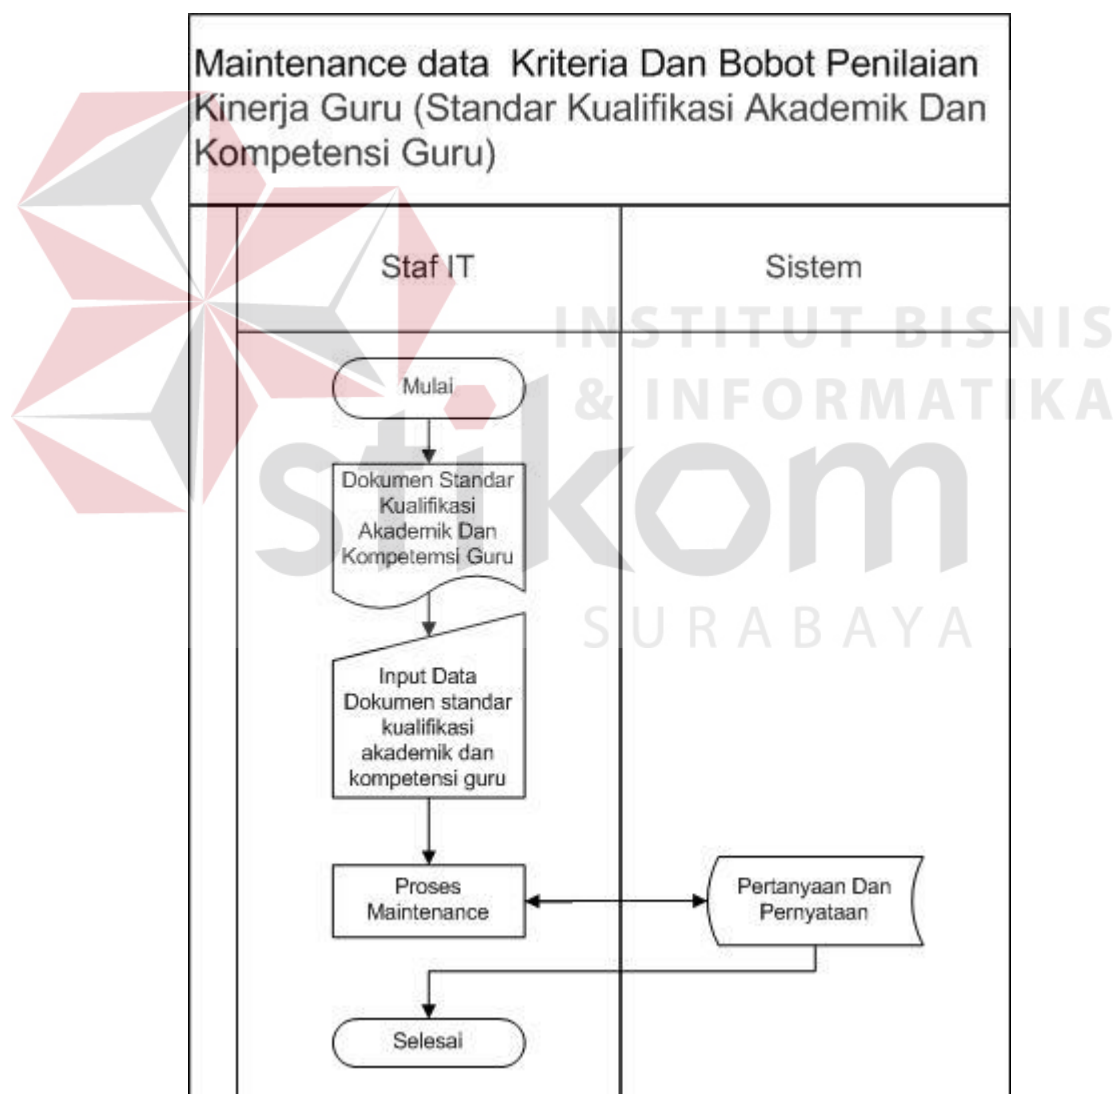 Maintenance data Kriteria Dan Bobot Penilaian
Kinerja Guru (Standar Kualifikasi Akademik Dan
Kompetensi Guru)
Staf IT
Sistem
INSTITUT BISNIS
& INFORMATIKA
stikom
SURABAYA
Mulai
Dokumen Standar
Kualifikasi
Akademik Dan
Kompetemsi Guru
Input Data
Dokumen standar
kualifikasi
akademik dan
kompetensi guru
Proses
Maintenance
Pertanyaan Dan
Pernyataan
Selesai